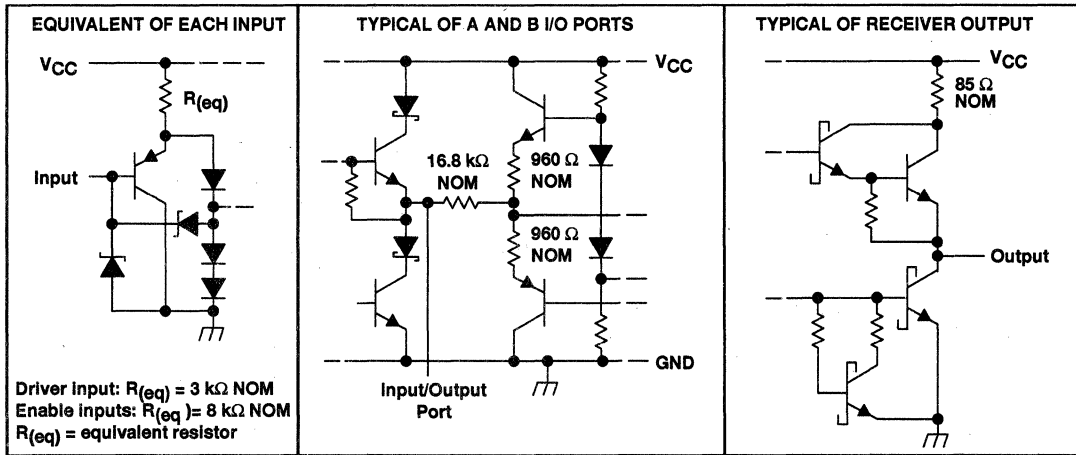 EQUIVALENT OF EACH INPUT
VCC
R(eq)
Input
Driver input: R(eq) = 3 kΩ NOM
Enable inputs: R(eq) = 8 kΩ NOM
R(eq) = equivalent resistor
TYPICAL OF A AND B I/O PORTS
VCC
16.8 kΩ
NOM
960 Ω
NOM
960 Ω
NOM
GND
Input/Output
Port
TYPICAL OF RECEIVER OUTPUT
VCC
85 Ω
NOM
Output